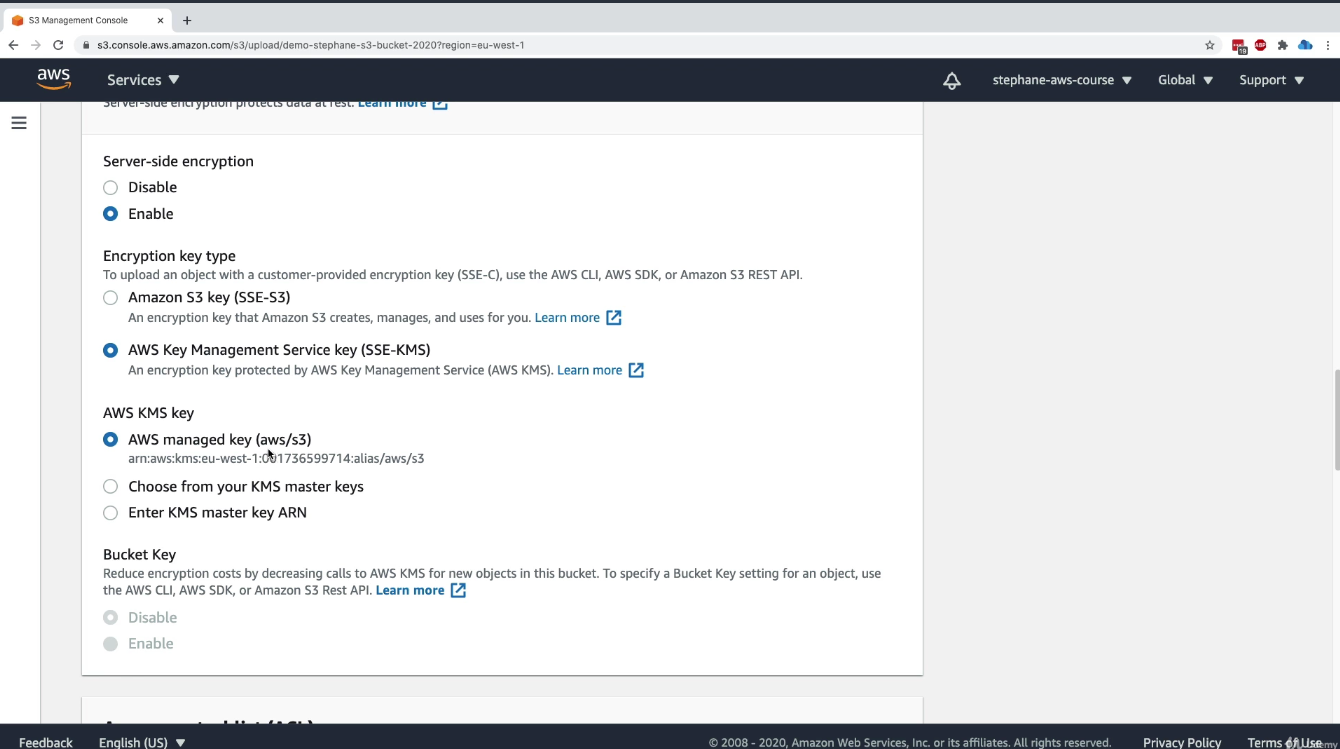 S3 Management Console
s3.console.aws.amazon.com/s3/upload/demo-stephane-s3-bucket-2020?region=eu-west-1
ABP
19
aws
Services
stephane-aws-course
Global
Support
Server-side encryption protects data at rest. Learn more
Server-side encryption
Disable
Enable
Encryption key type
To upload an object with a customer-provided encryption key (SSE-C), use the AWS CLI, AWS SDK, or Amazon S3 REST API.
Amazon S3 key (SSE-S3)
An encryption key that Amazon S3 creates, manages, and uses for you. Learn more
AWS Key Management Service key (SSE-KMS)
An encryption key protected by AWS Key Management Service (AWS KMS). Learn more
AWS KMS key
AWS managed key (aws/s3)
arn:aws:kms:eu-west-1:001736599714:alias/aws/s3
Choose from your KMS master keys
Enter KMS master key ARN
Bucket Key
Reduce encryption costs by decreasing calls to AWS KMS for new objects in this bucket. To specify a Bucket Key setting for an object, use
the AWS CLI, AWS SDK, or Amazon S3 Rest API. Learn more
Disable
Enable
Feedback
English (US)
© 2008 - 2020, Amazon Web Services, Inc. or its affiliates. All rights reserved.
Privacy Policy
Terms of Use